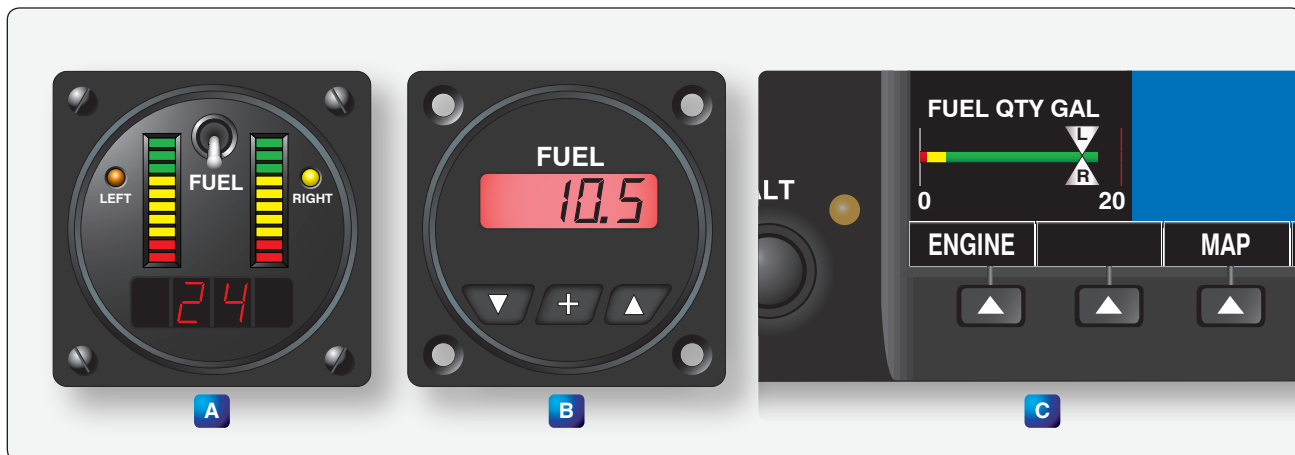 FUEL
LEFT
RIGHT
24
A
FUEL
10.5
B
FUEL QTY GAL
L
R
0 20
ALT
ENGINE MAP
C